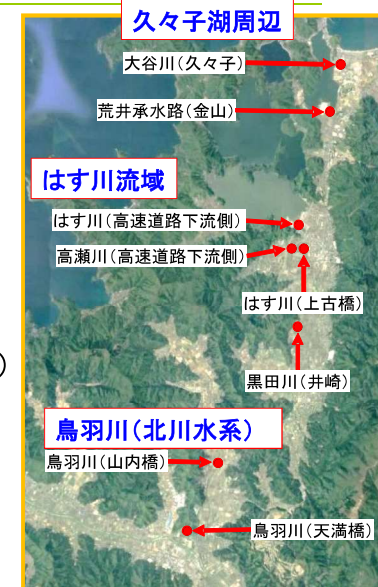 久々子湖周辺
大谷川(久々子)
荒井承水路(金山)
はす川流域
はす川(高速道路下流側)
高瀬川(高速道路下流側)
はす川(上古橋)
)
黒田川(井崎)
鳥羽川(北川水系)
鳥羽川(山内橋)
鳥羽川(天満橋)